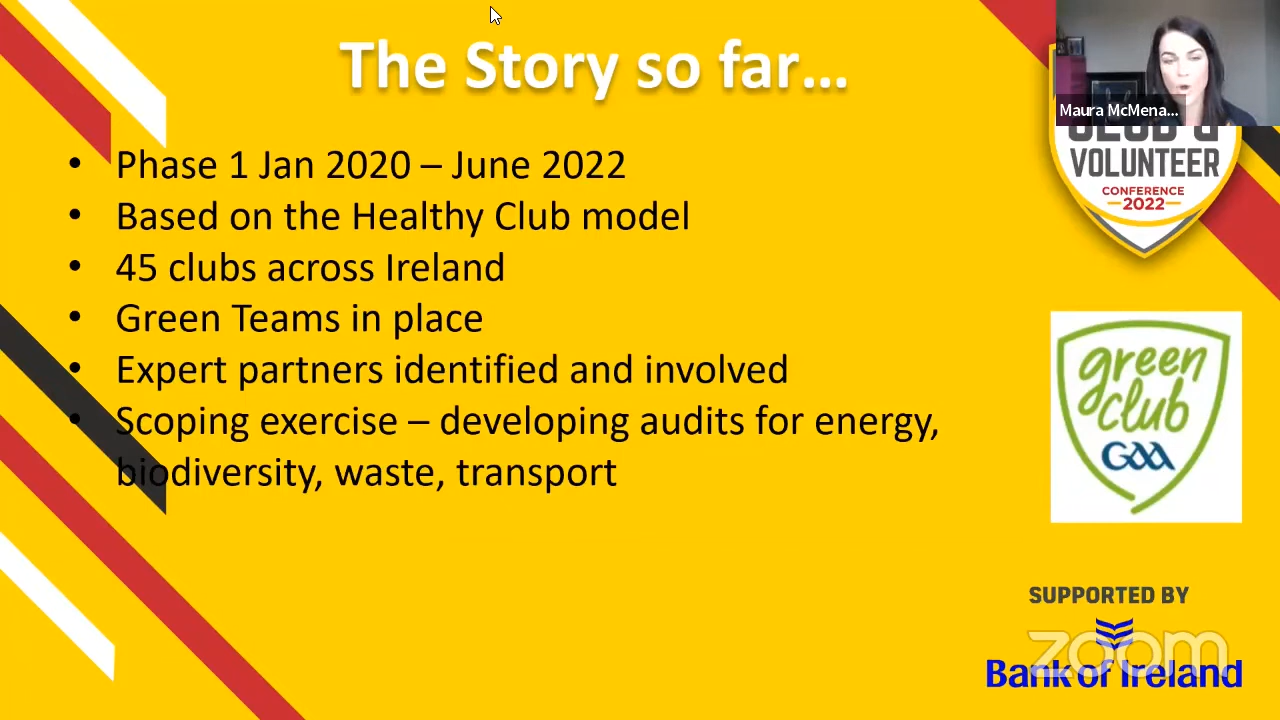 The Story so far...
Maura McMena...
• Phase 1 Jan 2020 – June 2022
• Based on the Healthy Club model
• 45 clubs across Ireland
• Green Teams in place
• Expert partners identified and involved
• Scoping exercise – developing audits for energy,
biodiversity, waste, transport
CLUB &
VOLUNTEER
CONFERENCE
2022
green
club
GAA
SUPPORTED BY
zoom
Bank of Ireland